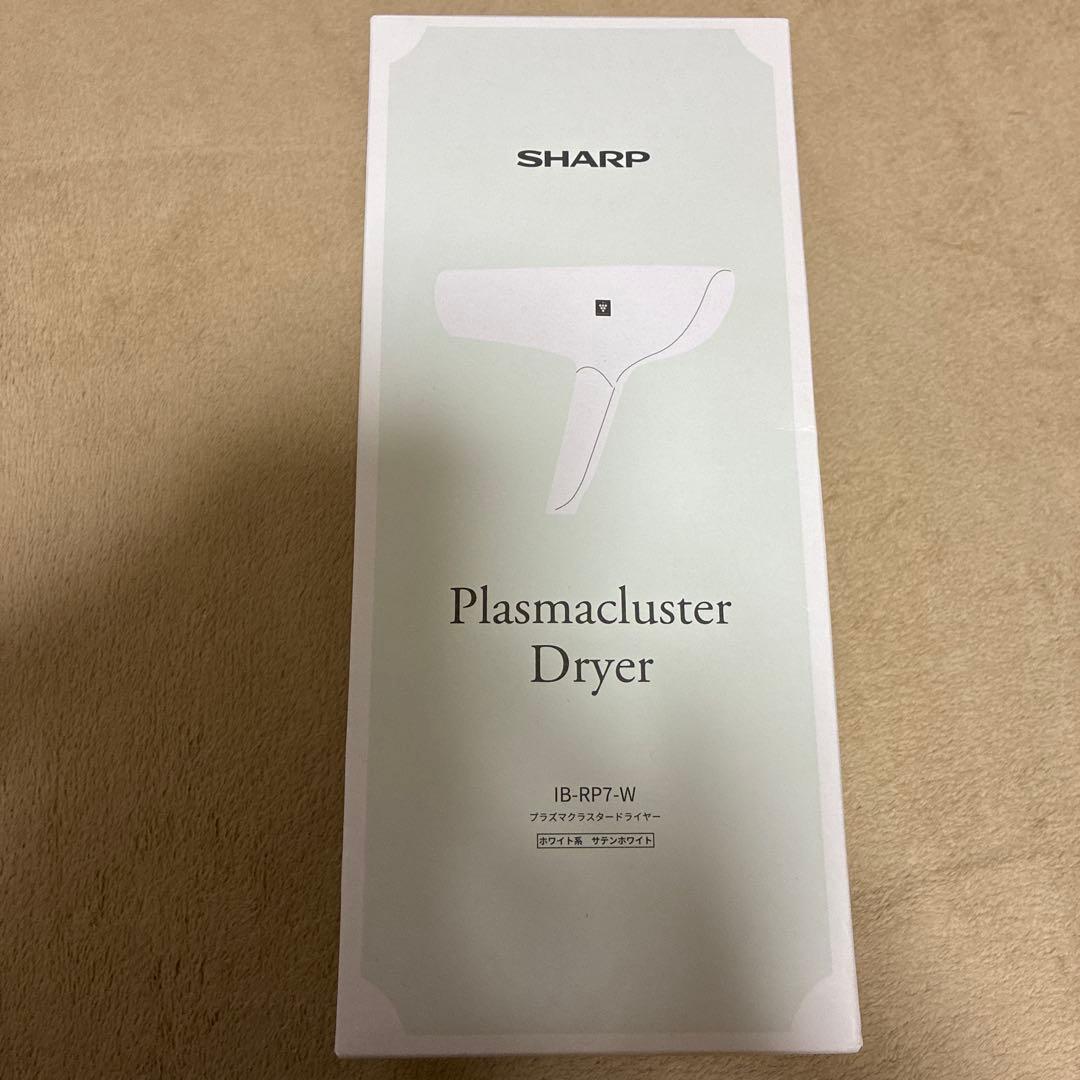 SHARP
Plasmacluster
Dryer
IB-RP7-W
プラズマクラスタードライヤー
ホワイト系　サテンホワイト